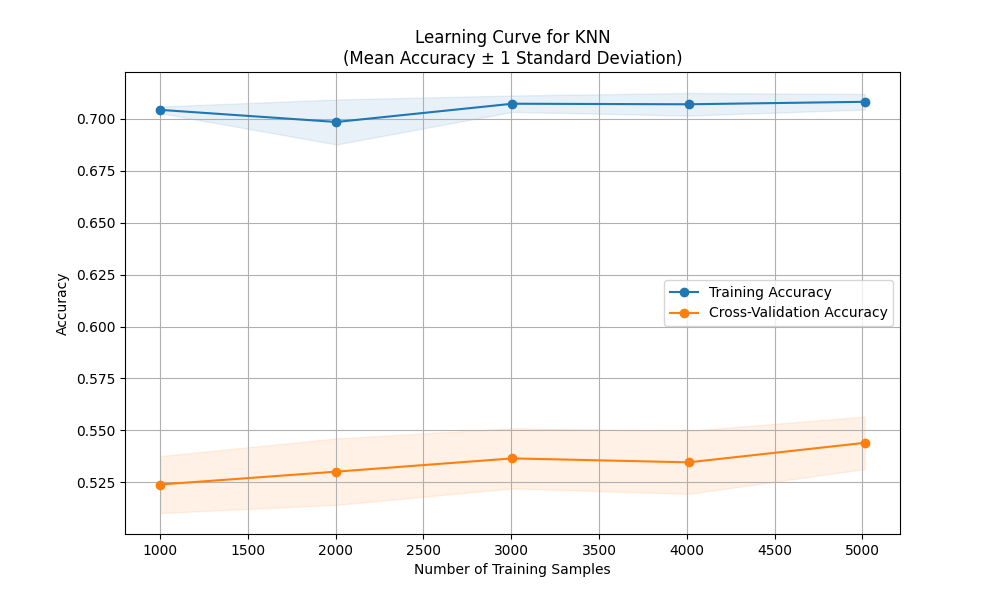 Learning Curve for KNN
(Mean Accuracy ± 1 Standard Deviation)
0.700
0.675
0.650
0.625
0.600
0.575
0.550
0.525
Accuracy
Training Accuracy
Cross-Validation Accuracy
1000 1500 2000 2500 3000 3500 4000 4500 5000
Number of Training Samples